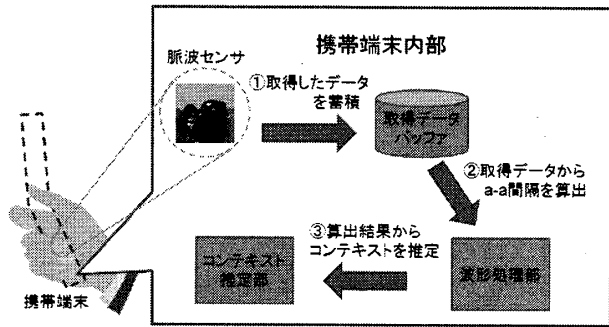 携帯端末内部
脈波センサ
①取得したデータ
を蓄積
取得データ
バッファ
②取得データから
a-a間隔を算出
③算出結果から
コンテキストを推定
コンテキスト
推定部
波形処理部
携帯端末